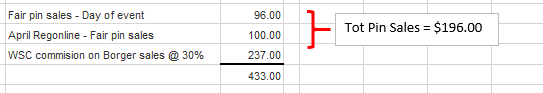 Fair pin sales - Day of event 96.00
April Regonline - Fair pin sales 100.00
WSC commision on Borger sales @ 30% 237.00
433.00
Tot Pin Sales = $196.00